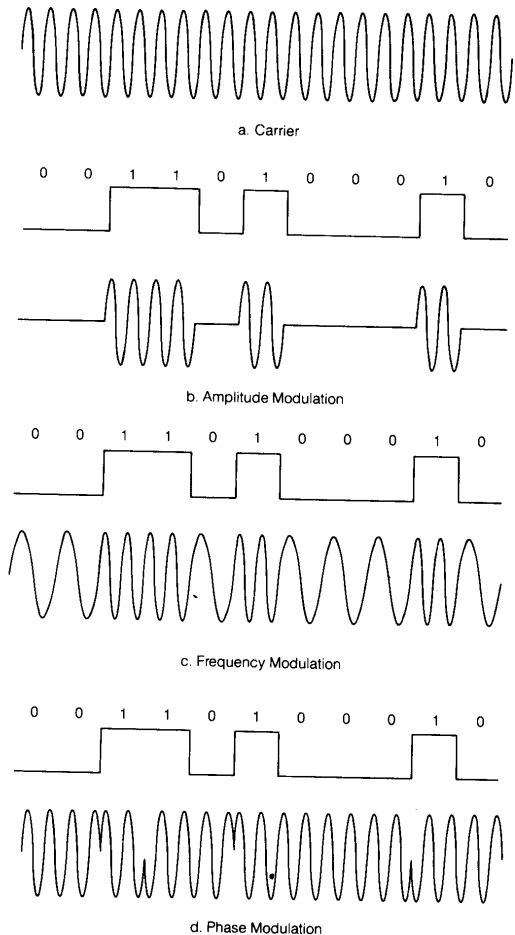 a. Carrier
0 0 1 1 0 1 0 0 0 1 0
b. Amplitude Modulation
0 0 1 1 0 1 0 0 0 1 0
c. Frequency Modulation
0 0 1 1 0 1 0 0 0 1 0
d. Phase Modulation